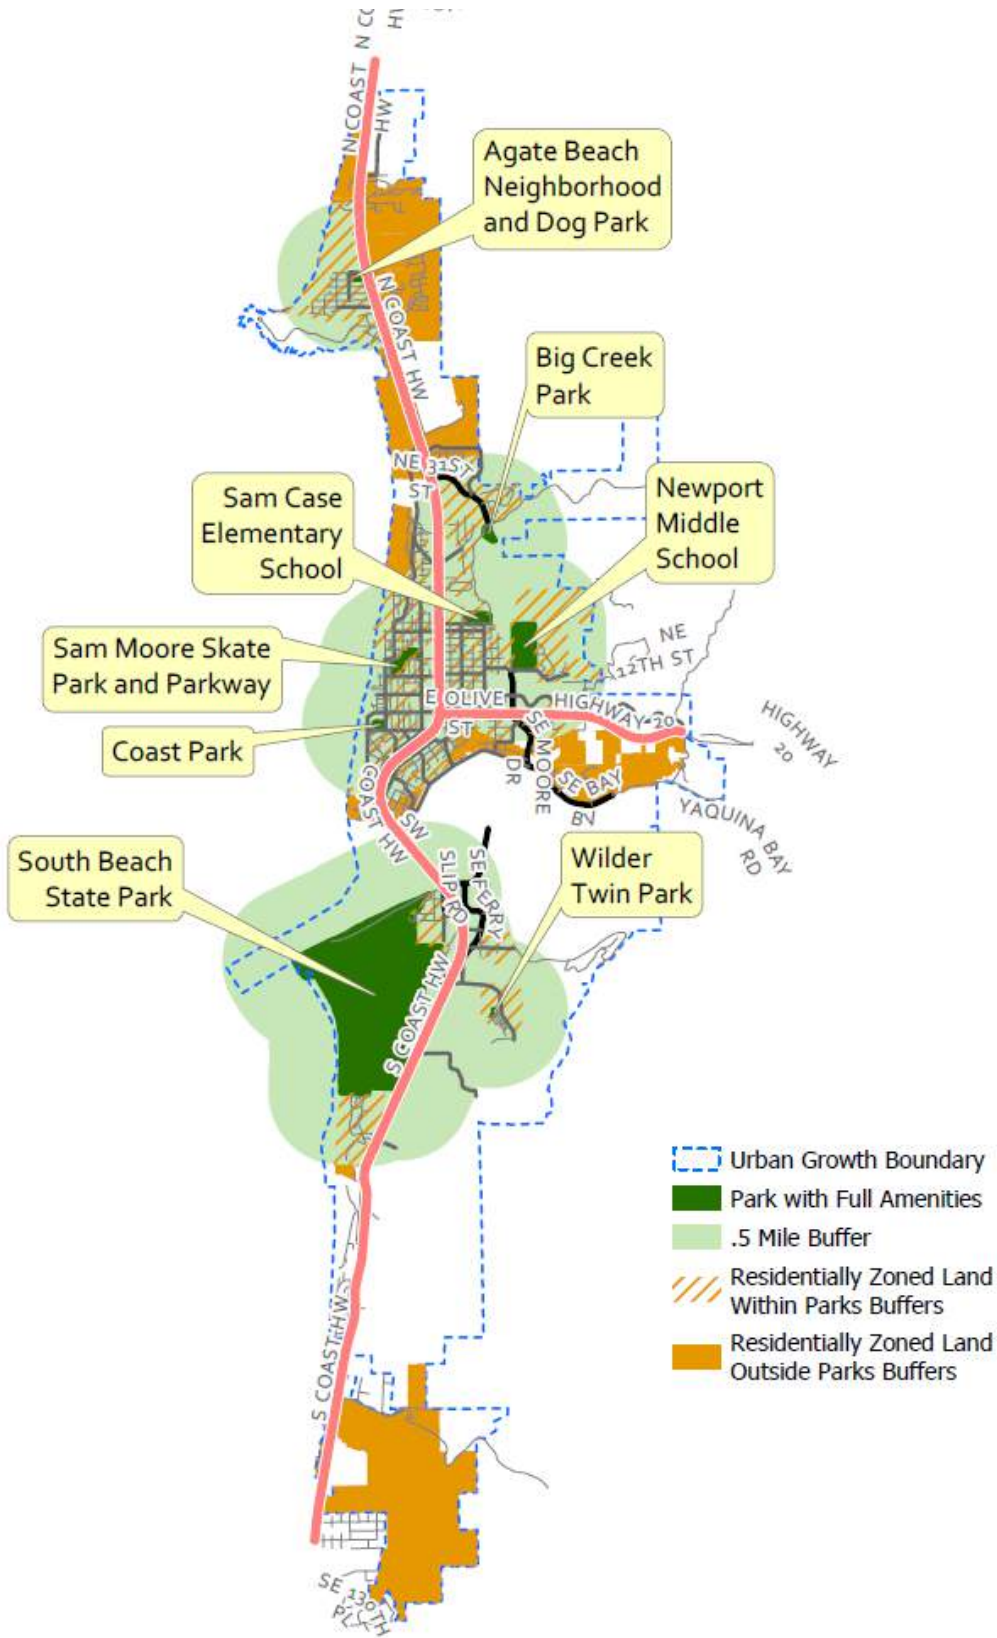 N CO
HW
N COAST
HW
Agate Beach
Neighborhood
and Dog Park
N COAST HW
Big Creek
Park
NE 31ST
ST
Sam Case
Elementary
School
Newport
Middle
School
NE
12TH ST
Sam Moore Skate
Park and Parkway
E OLIVE
ST
HIGHWAY 20
HIGHWAY
20
Coast Park
SE MOORE
DR
SE BAY
BV
YAQUINA BAY
RD
COAST HW
SW
South Beach
State Park
SLIP RD
SE FERRY
Wilder
Twin Park
S COAST HW
Urban Growth Boundary
Park with Full Amenities
.5 Mile Buffer
Residentially Zoned Land
Within Parks Buffers
Residentially Zoned Land
Outside Parks Buffers
S COAST HW
SE 130TH
PL